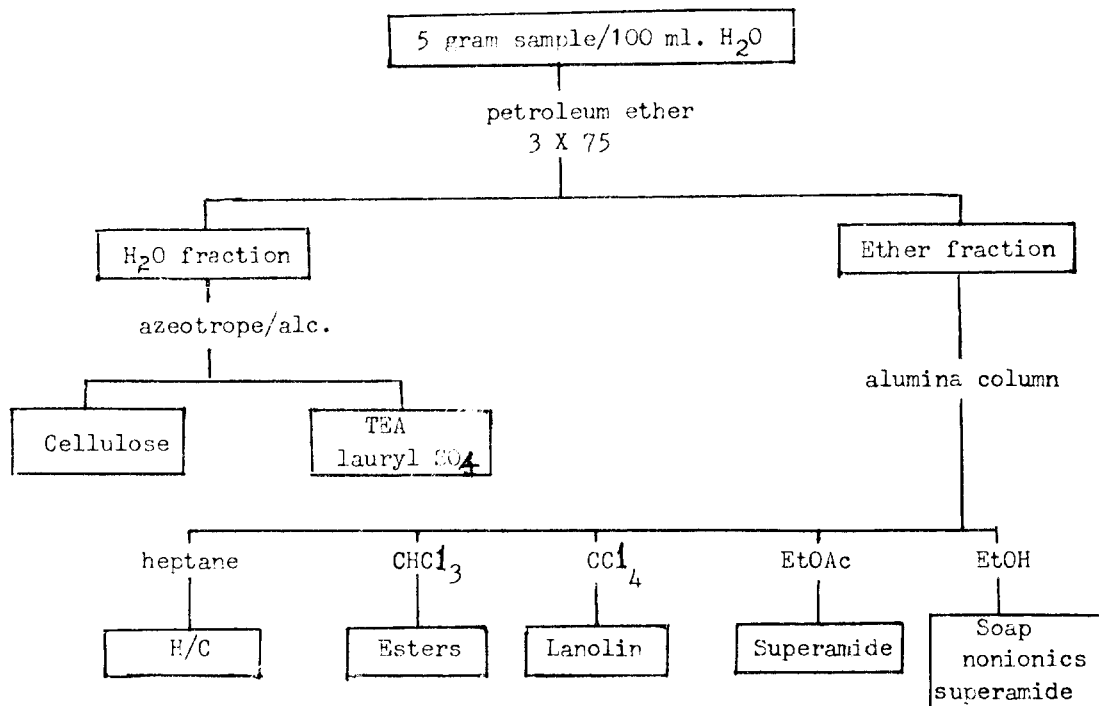 5 gram sample/100 ml. H2O
petroleum ether
3 X 75
H2O fraction
Ether fraction
azeotrope/alc.
alumina column
Cellulose
TEA
lauryl SO4
heptane
CHCl3
CCl4
EtOAc
EtOH
H/C
Esters
Lanolin
Superamide
Soap
nonionics
superamide